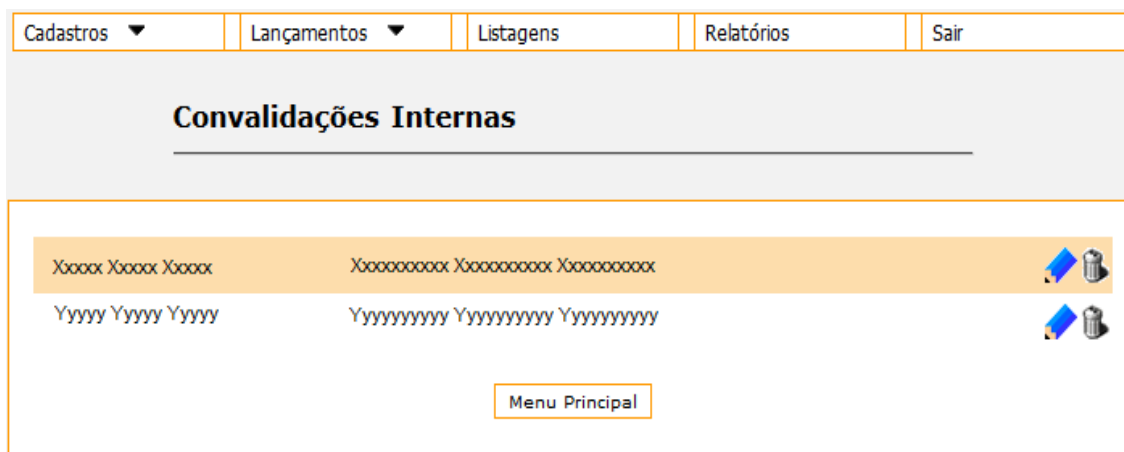 Cadastros Lançamentos Listagens Relatórios Sair
Convalidações Internas
Xxxxx Xxxxx Xxxxx Xxxxxxxxxx Xxxxxxxxxx Xxxxxxxxxx
Yyyyy Yyyyy Yyyyy Yyyyyyyyyy Yyyyyyyyyy Yyyyyyyyyy
Menu Principal